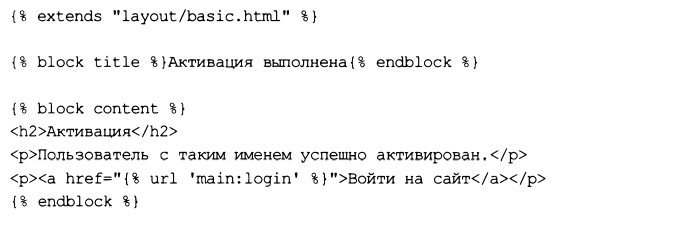 {% extends "layout/basic.html" %}
{% block title %}Активация выполнена{% endblock %}
{% block content %}
<h2>Активация</h2>
<p>Пользователь с таким именем успешно активирован.</p>
<p><a href="{% url 'main:login' %}">Войти на сайт</a></p>
{% endblock %}